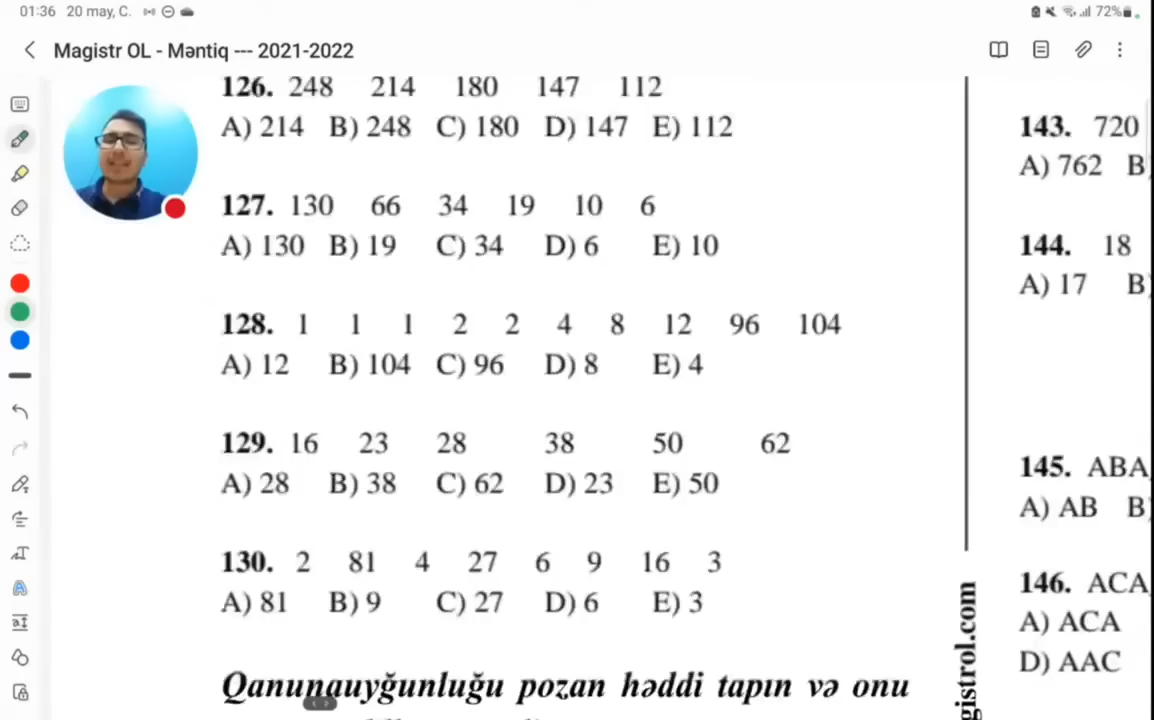 01:36 20 may, C.
72%
Magistr OL - Məntiq --- 2021-2022
126. 248 214 180 147 112
A) 214 B) 248 C) 180 D) 147 E) 112
127. 130 66 34 19 10 6
A) 130 B) 19 C) 34 D) 6 E) 10
128. 1 1 1 2 2 4 8 12 96 104
A) 12 B) 104 C) 96 D) 8 E) 4
129. 16 23 28 38 50 62
A) 28 B) 38 C) 62 D) 23 E) 50
130. 2 81 4 27 6 9 16 3
A) 81 B) 9 C) 27 D) 6 E) 3
Qanunauyğunluğu pozan həddi tapın və onu
gistrol.com
143. 720
A) 762 B
144. 18
A) 17 B
145. ABA
A) AB B
146. ACA
A) ACA
D) AAC